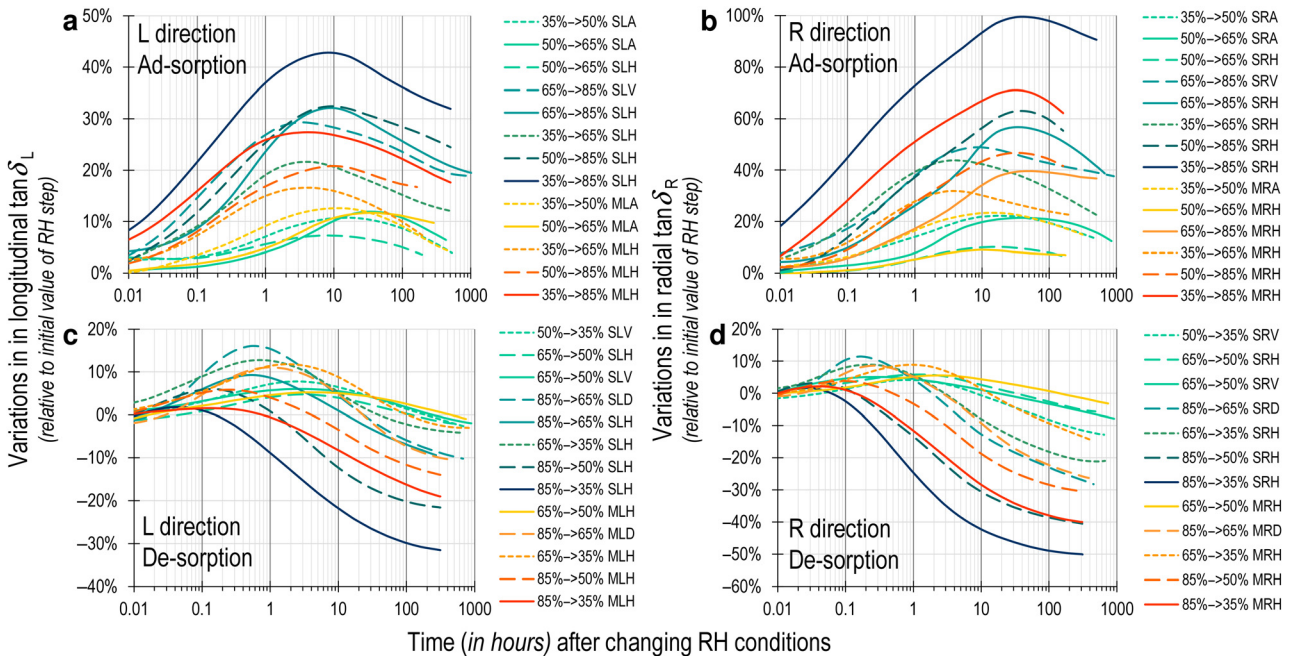 Variations in in longitudinal tan δL
(relative to initial value of RH step)
a
L direction
Ad-sorption
50%
40%
30%
20%
10%
0%
0.01
0.1
1
10
100
1000
35%->50% SLA
50%->65% SLA
50%->65% SLH
65%->85% SLV
65%->85% SLH
35%->65% SLH
50%->85% SLH
35%->85% SLH
35%->50% MLA
50%->65% MLA
35%->65% MLH
50%->85% MLH
35%->85% MLH
Variations in in radial tan δR
(relative to initial value of RH step)
b
R direction
Ad-sorption
100%
80%
60%
40%
20%
0%
0.01
0.1
1
10
100
1000
35%->50% SRA
50%->65% SRA
50%->65% SRH
65%->85% SRV
65%->85% SRH
35%->65% SRH
50%->85% SRH
35%->85% SRH
35%->50% MRA
50%->65% MRH
65%->85% MRH
35%->65% MRH
50%->85% MRH
35%->85% MRH
c
L direction
De-sorption
20%
10%
0%
–10%
–20%
–30%
–40%
0.01
0.1
1
10
100
1000
50%->35% SLV
65%->50% SLH
65%->50% SLV
85%->65% SLD
85%->65% SLH
65%->35% SLH
85%->50% SLH
85%->35% SLH
65%->50% MLH
85%->65% MLD
65%->35% MLH
85%->50% MLH
85%->35% MLH
d
R direction
De-sorption
20%
10%
0%
–10%
–20%
–30%
–40%
–50%
–60%
0.01
0.1
1
10
100
1000
50%->35% SRV
65%->50% SRH
65%->50% SRV
85%->65% SRD
65%->35% SRH
85%->50% SRH
85%->35% SRH
65%->50% MRH
85%->65% MRD
65%->35% MRH
85%->50% MRH
85%->35% MRH
Time (in hours) after changing RH conditions